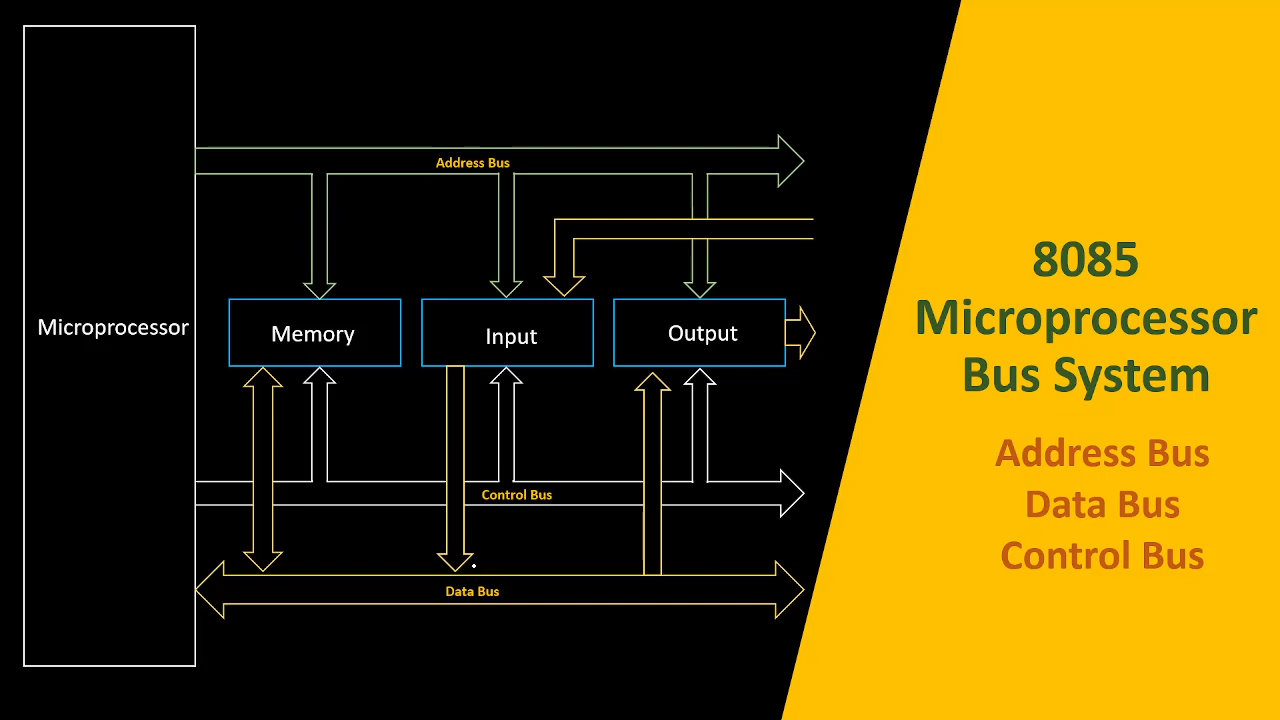 Address Bus
Microprocessor
Memory
Input
Output
Control Bus
Data Bus
8085
Microprocessor
Bus System
Address Bus
Data Bus
Control Bus